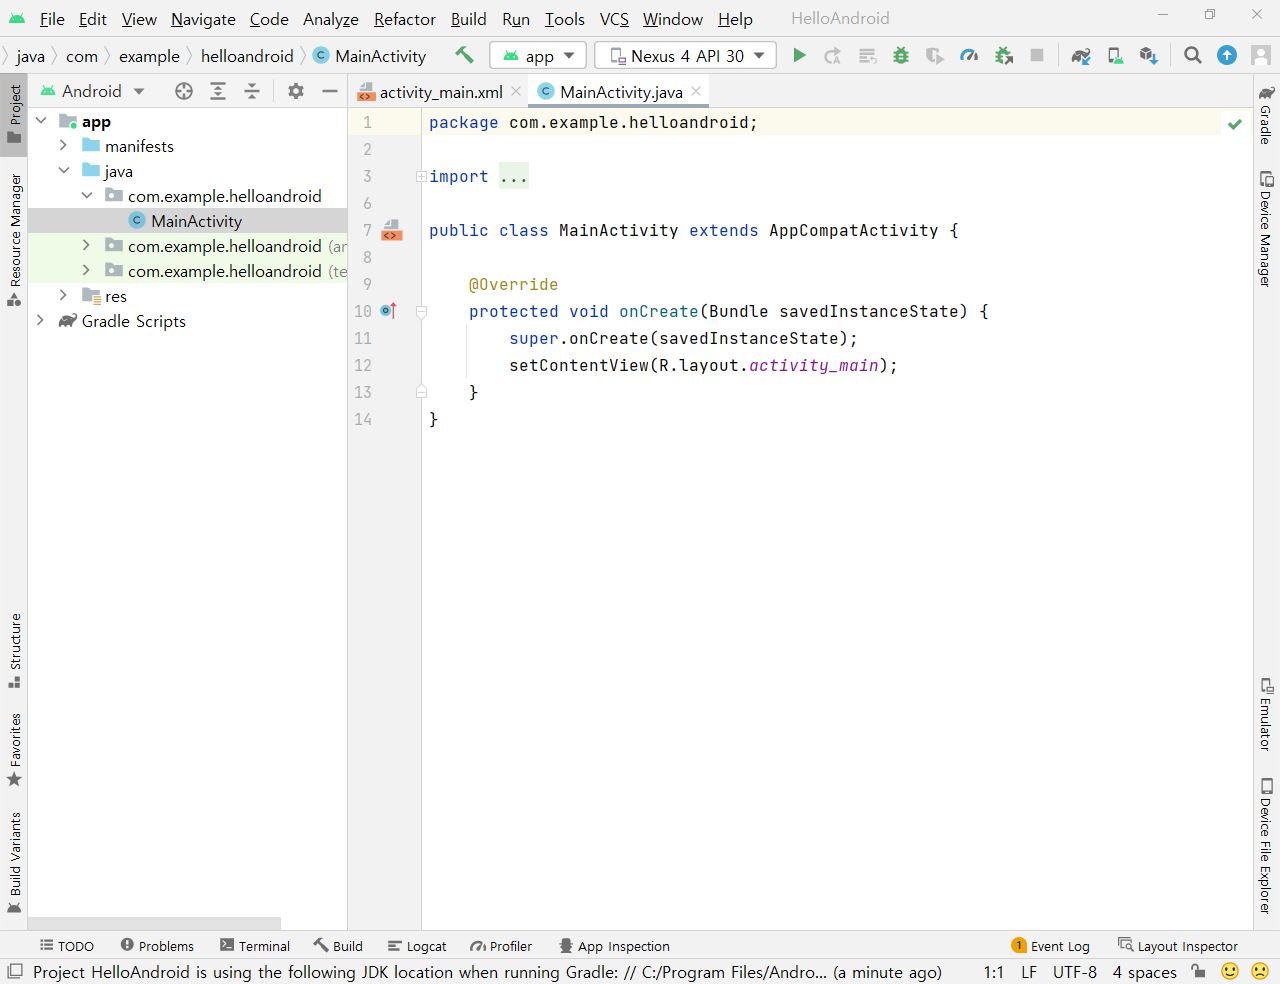 File Edit View Navigate Code Analyze Refactor Build Run Tools VCS Window Help HelloAndroid
java com example helloandroid MainActivity app Nexus 4 API 30
Android
activity_main.xml
MainActivity.java
Project
Resource Manager
Structure
Favorites
Build Variants
app
manifests
java
com.example.helloandroid
MainActivity
com.example.helloandroid (an
com.example.helloandroid (te
res
Gradle Scripts
1 package com.example.helloandroid;
2
3 import ...
6
7 public class MainActivity extends AppCompatActivity {
8
9 @Override
10 protected void onCreate(Bundle savedInstanceState) {
11 super.onCreate(savedInstanceState);
12 setContentView(R.layout.activity_main);
13 }
14 }
Gradle
Device Manager
Emulator
Device File Explorer
TODO Problems Terminal Build Logcat Profiler App Inspection 1 Event Log Layout Inspector
Project HelloAndroid is using the following JDK location when running Gradle: // C:/Program Files/Andro... (a minute ago) 1:1 LF UTF-8 4 spaces